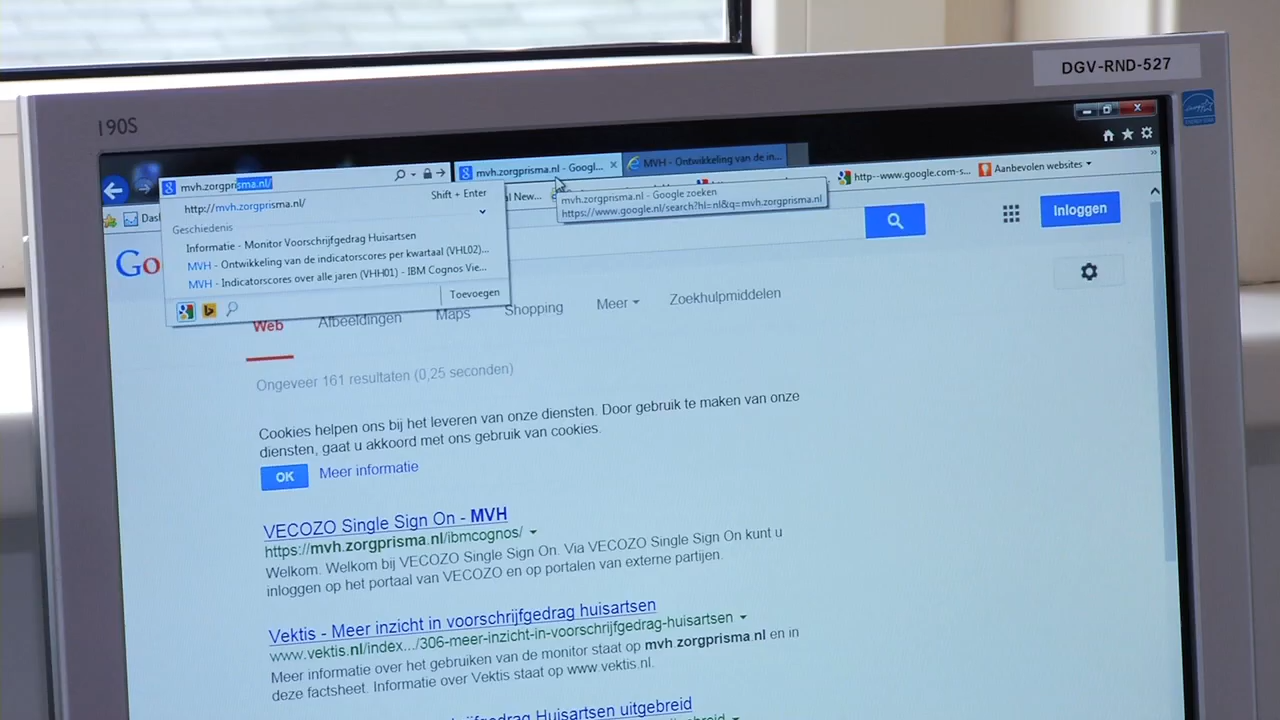 DGV-RND-527
190S
mvh.zorgprisma.nl/
mvh.zorgprisma.nl - Googl...
MVH - Ontwikkeling van de in...
http://mvh.zorgprisma.nl/
Shift + Enter
Geschiedenis
Informatie - Monitor Voorschrijfgedrag Huisartsen
MVH - Ontwikkeling van de indicatorscores per kwartaal (VHL02)...
MVH - Indicatorscores over alle jaren (VHH01) - IBM Cognos Vie...
Toevoegen
New...
mvh.zorgprisma.nl - Google zoeken
https://www.google.nl/search?hl=nl&q=mvh.zorgprisma.nl
http--www.google.com-s...
Aanbevolen websites
Inloggen
Go
Web
Afbeeldingen
Maps
Shopping
Meer
Zoekhulpmiddelen
Ongeveer 161 resultaten (0,25 seconden)
Cookies helpen ons bij het leveren van onze diensten. Door gebruik te maken van onze
diensten, gaat u akkoord met ons gebruik van cookies.
OK
Meer informatie
VECOZO Single Sign On - MVH
https://mvh.zorgprisma.nl/ibmcognos/
Welkom. Welkom bij VECOZO Single Sign On. Via VECOZO Single Sign On kunt u
inloggen op het portaal van VECOZO en op portalen van externe partijen.
Vektis - Meer inzicht in voorschrijfgedrag huisartsen
www.vektis.nl/index.../306-meer-inzicht-in-voorschrijfgedrag-huisartsen
Meer informatie over het gebruiken van de monitor staat op mvh.zorgprisma.nl en in
deze factsheet. Informatie over Vektis staat op www.vektis.nl.
Huisartsen uitgebreid